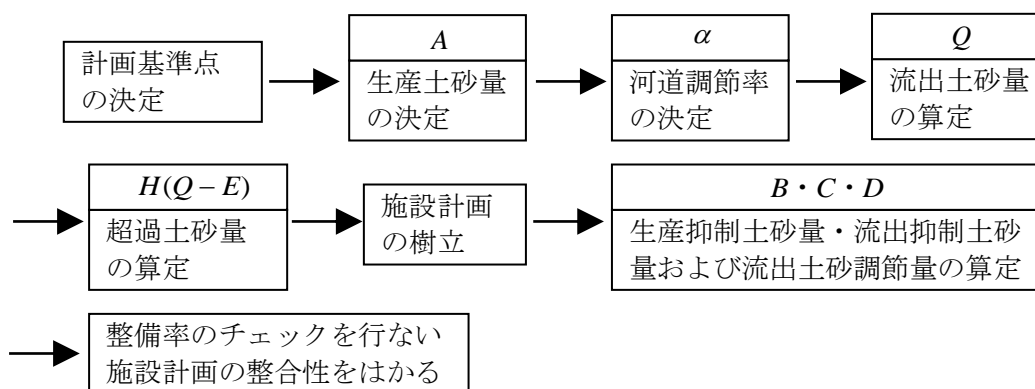 計画基準点
の決定
A
生産土砂量
の決定
α
河道調節率
の決定
Q
流出土砂量
の算定
H(Q－E)
超過土砂量
の算定
施設計画
の樹立
B・C・D
生産抑制土砂量・流出抑制土砂
量および流出土砂調節量の算定
整備率のチェックを行ない
施設計画の整合性をはかる